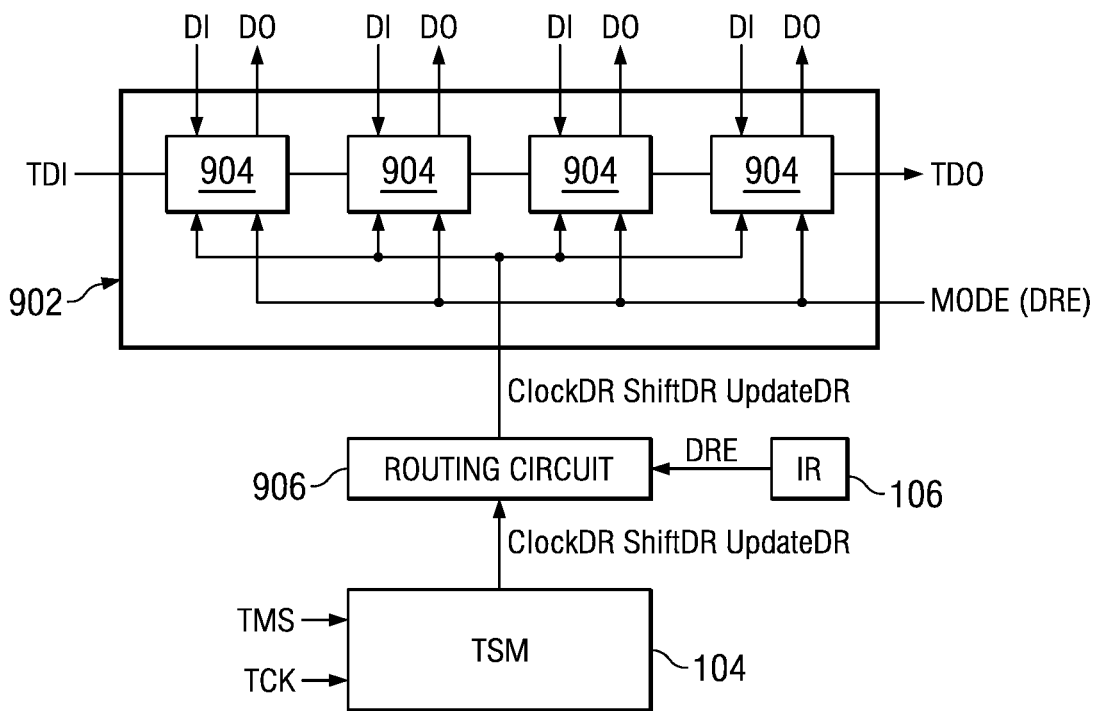 DI DO DI DO DI DO DI DO
TDI 904 904 904 904 TDO
902 MODE (DRE)
ClockDR ShiftDR UpdateDR
906 ROUTING CIRCUIT DRE IR 106
ClockDR ShiftDR UpdateDR
TMS
TSM
TCK 104